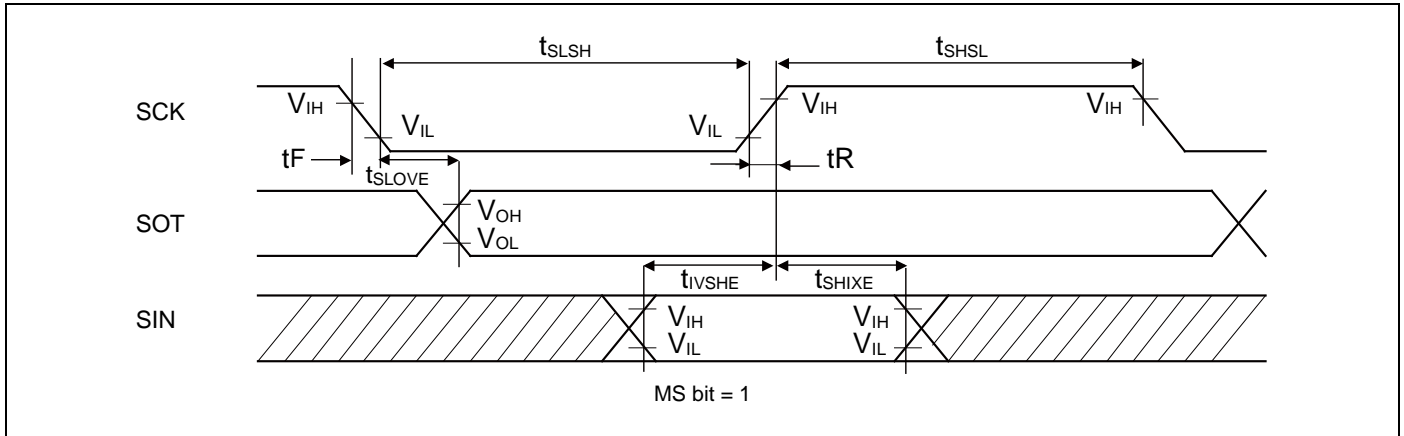 tSLSH
tSHSL
SCK
VIH
VIL
VIL
VIH
VIH
tF
tR
tSLOVE
SOT
VOH
VOL
tIVSHE
tSHIXE
SIN
VIH
VIL
VIH
VIL
MS bit = 1